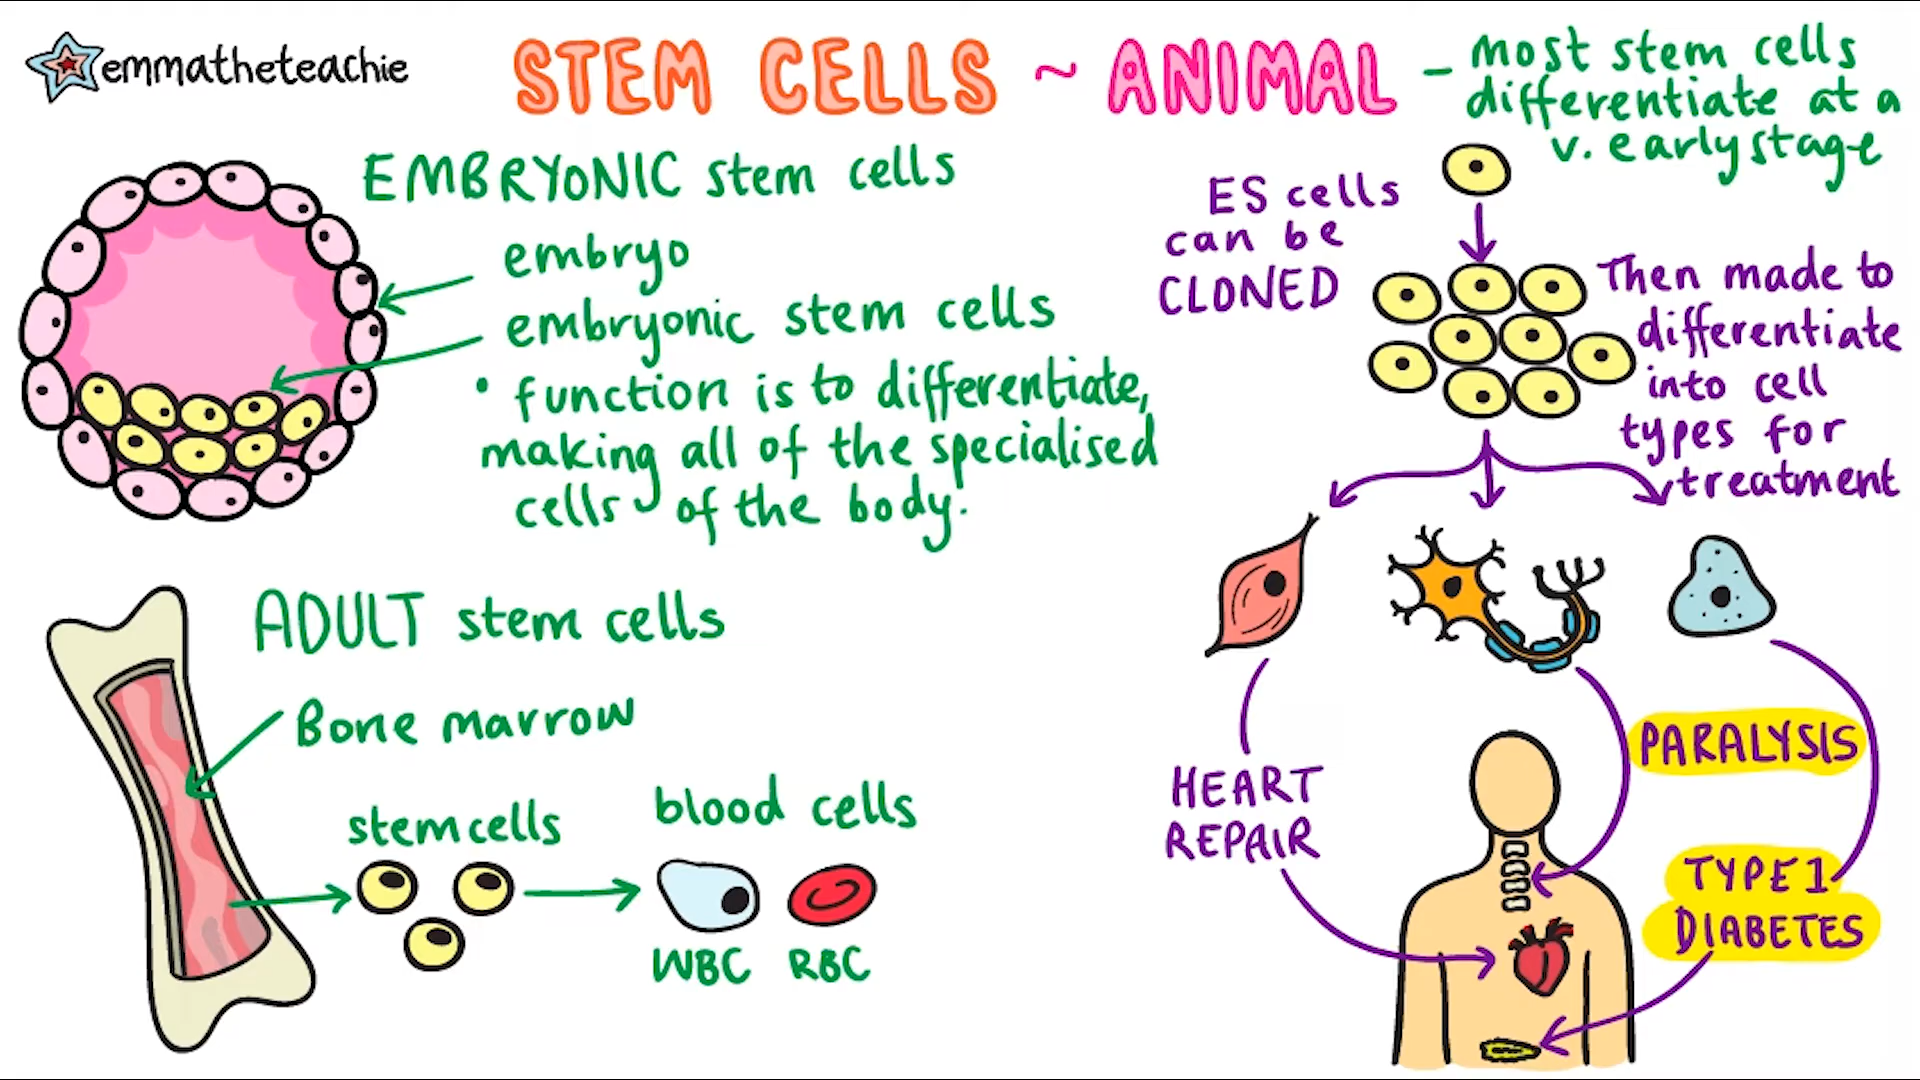 emmatheteachie
STEM CELLS ~ ANIMAL
- most stem cells
differentiate at a
v. early stage
EMBRYONIC stem cells
embryo
embryonic stem cells
• function is to differentiate,
making all of the specialised
cells of the body.
ES cells
can be
CLONED
Then made to
differentiate
into cell
types for
treatment
ADULT stem cells
Bone marrow
stem cells
blood cells
WBC RBC
HEART
REPAIR
PARALYSIS
TYPE 1
DIABETES